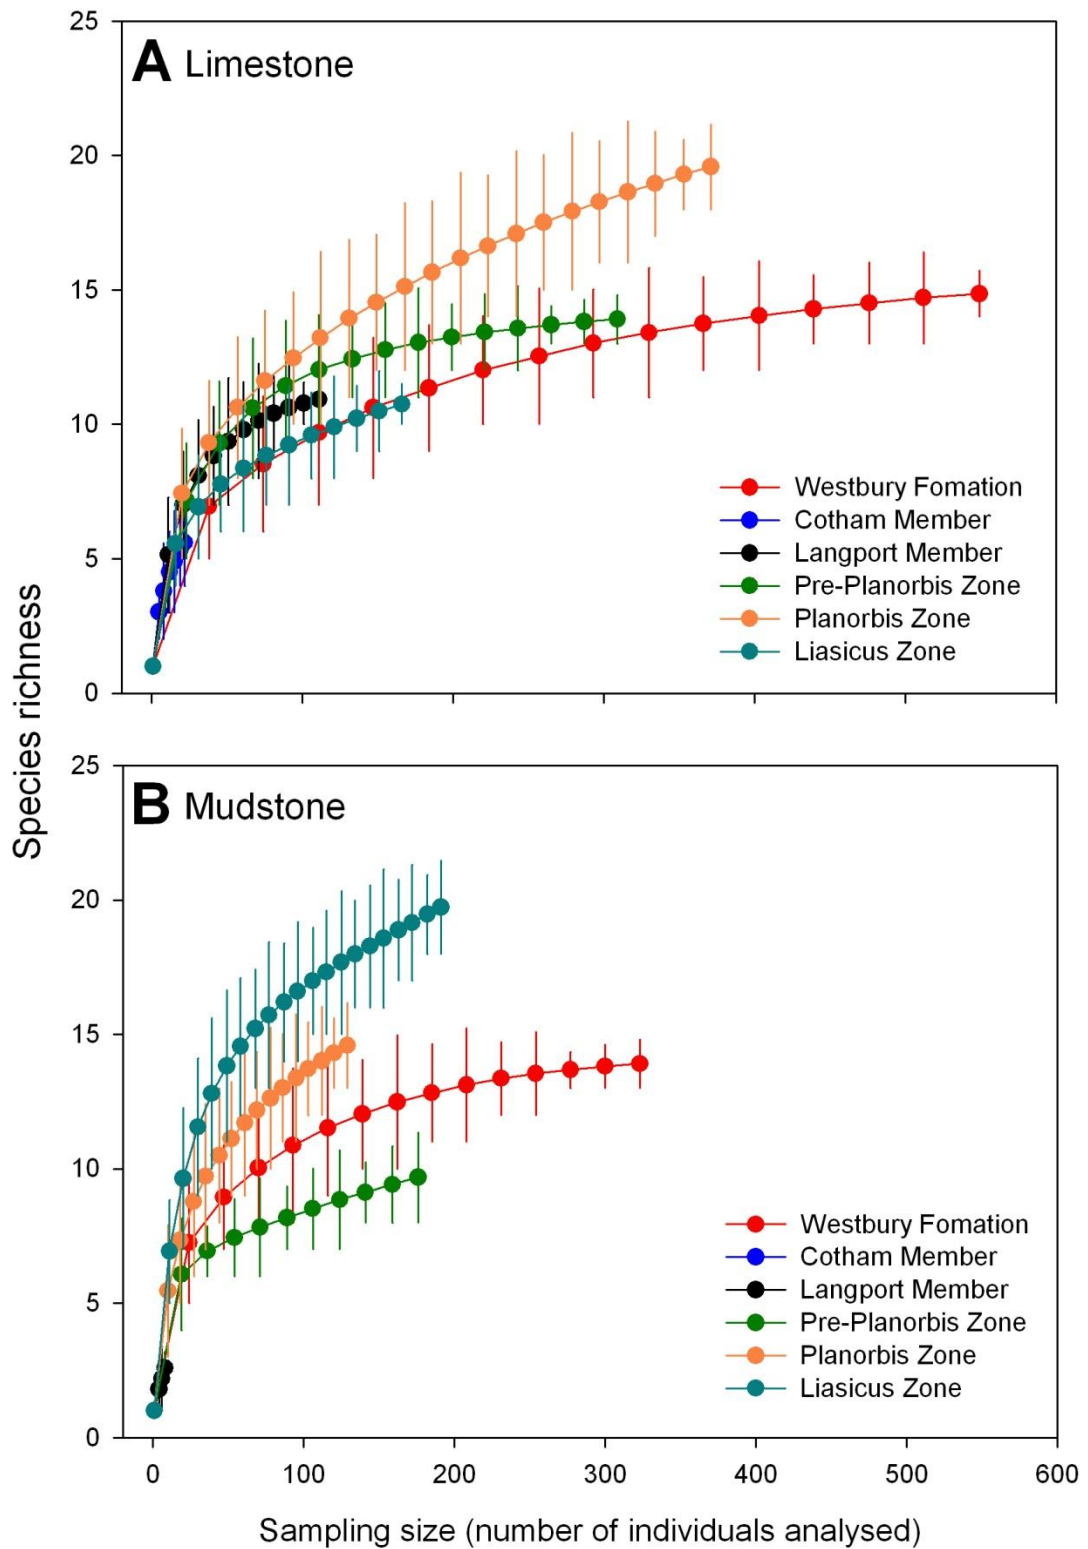 25
A Limestone
20
15
10
5
0
Westbury Fomation
Cotham Member
Langport Member
Pre-Planorbis Zone
Planorbis Zone
Liasicus Zone
Species richness
25
B Mudstone
20
15
10
5
0
Westbury Fomation
Cotham Member
Langport Member
Pre-Planorbis Zone
Planorbis Zone
Liasicus Zone
0 100 200 300 400 500 600
Sampling size (number of individuals analysed)